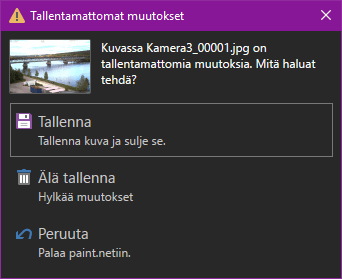 Tallentamattomat muutokset
Kuvassa Kamera3_00001.jpg on
tallentamattomia muutoksia. Mitä haluat
tehdä?
Tallenna
Tallenna kuva ja sulje se.
Älä tallenna
Hylkää muutokset
Peruuta
Palaa paint.netiin.